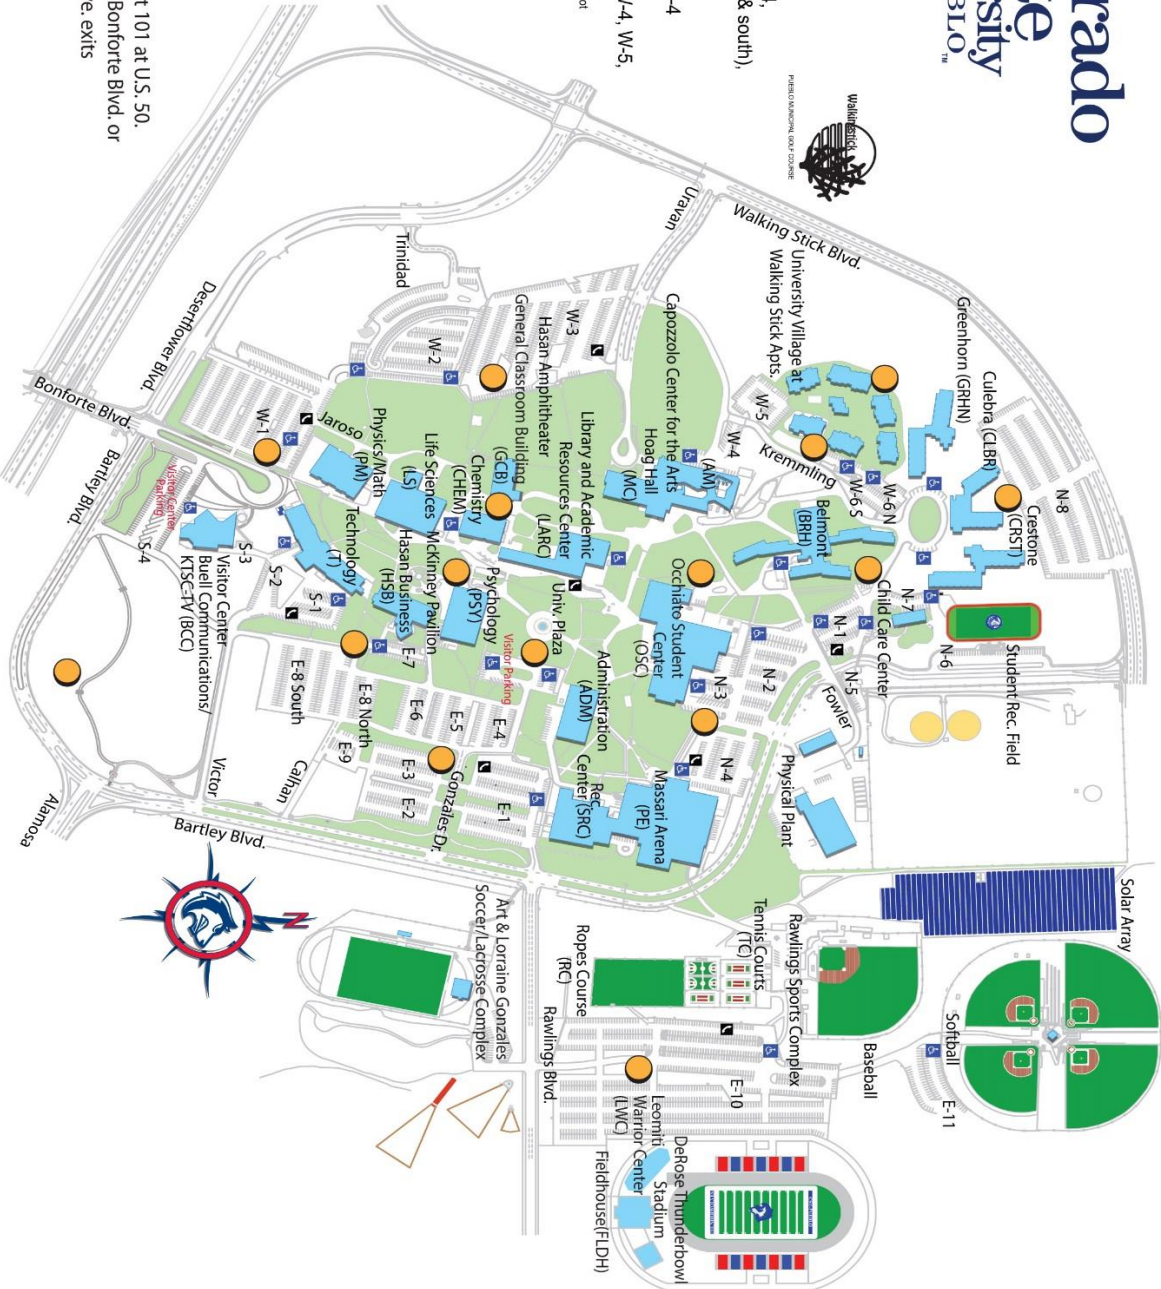 rado
e
sity
BLO™
4,
& south),
-4
V-4, W-5,
ot
t 101 at U.S. 50.
Bonforte Blvd. or
e. exits
Walkingstick
PUEBLO MUNICIPAL GOLF COURSE
Walking Stick Blvd.
Uravan
Trinidad
Desertflower Blvd.
Bonforte Blvd.
Bartley Blvd.
Greenhorn (GRHN)
Culebra (CLBR)
Crestone
(CRST)
N-8
University Village at
Walking Stick Apts.
W-5
W-4
Kremmling
W-6 S
W-6 N
Capozzolo Center for the Arts
(AM)
Hoag Hall
(MC)
W-3
Hasan Amphitheater
General Classroom Building
(GCB)
W-2
Library and Academic
Resources Center
(LARC)
Chemistry
(CHEM)
Life Sciences
(LS)
Physics/Math
(PM)
Jaroso
W-1
Belmont
(BRH)
N-7
Child Care Center
N-1
N-5
N-6
Student Rec. Field
Fowler
Occhiato Student
Center
(OSC)
N-2
N-3
N-4
Physical Plant
Univ. Plaza
Psychology
(PSY)
McKinney Pavilion
Hasan Business
(HSB)
Technology
(TT)
Visitor Parking
Administration
(ADM)
Massari Arena
(PE)
Rec.
Center (SRC)
Visitor Center
Parking
S-4
S-3
S-2
S-1
Visitor Center
Buell Communications/
KTSC-TV (BCC)
E-7
E-8 South
E-8 North
E-6
E-5
E-4
E-9
E-3
E-2
E-1
Gonzales Dr.
Calhan
Victor
Alamosa
Bartley Blvd.
N
Solar Array
Tennis Courts
(TC)
Rawlings Sports Complex
Baseball
Softball
E-11
E-10
Ropes Course
(RC)
Rawlings Blvd.
Art & Lorraine Gonzales
Soccer/Lacrosse Complex
Leomiti
Warrior Center
(LWC)
DeRose Thunderbowl
Stadium
Fieldhouse(FLDH)